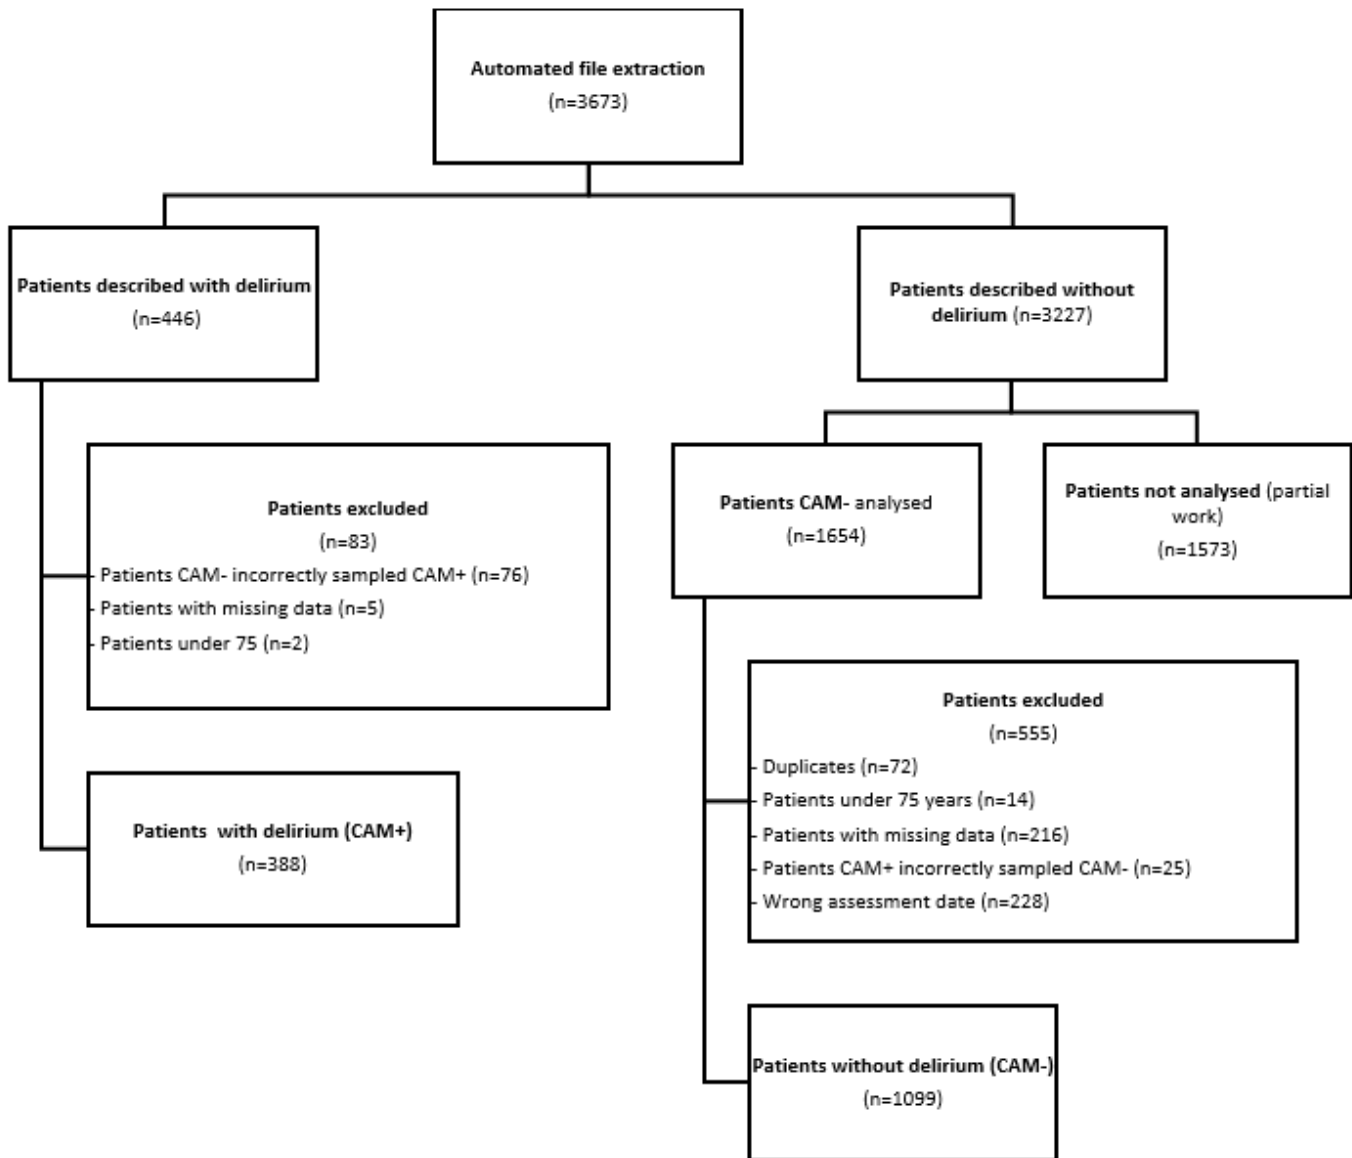 Automated file extraction
(n=3673)
Patients described with delirium
(n=446)
Patients described without
delirium (n=3227)
Patients excluded
(n=83)
- Patients CAM- incorrectly sampled CAM+ (n=76)
- Patients with missing data (n=5)
- Patients under 75 (n=2)
Patients with delirium (CAM+)
(n=388)
Patients CAM- analysed
(n=1654)
Patients not analysed (partial
work)
(n=1573)
Patients excluded
(n=555)
- Duplicates (n=72)
- Patients under 75 years (n=14)
- Patients with missing data (n=216)
- Patients CAM+ incorrectly sampled CAM- (n=25)
- Wrong assessment date (n=228)
Patients without delirium (CAM-)
(n=1099)